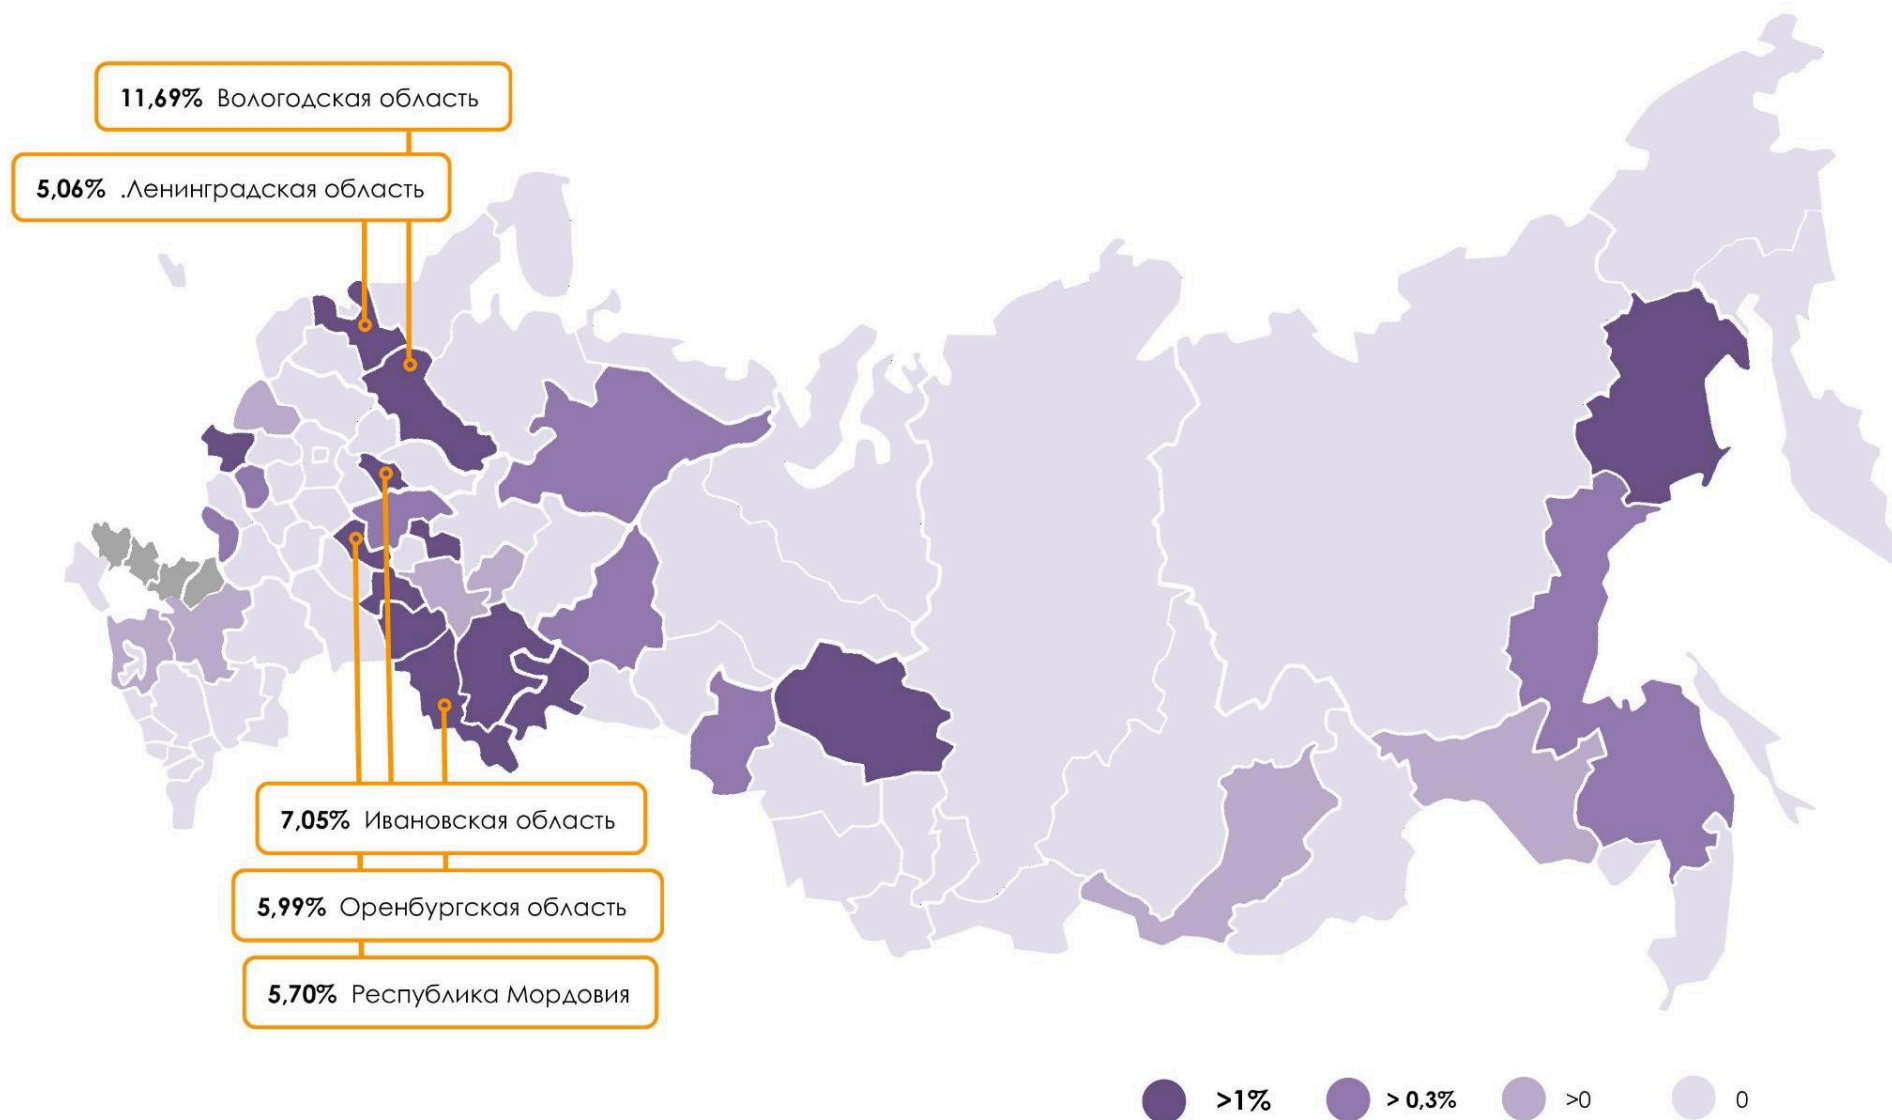 11,69% Вологодская область
5,06% .Ленинградская область
7,05% Ивановская область
5,99% Оренбургская область
5,70% Республика Мордовия
>1% > 0,3% >0 0